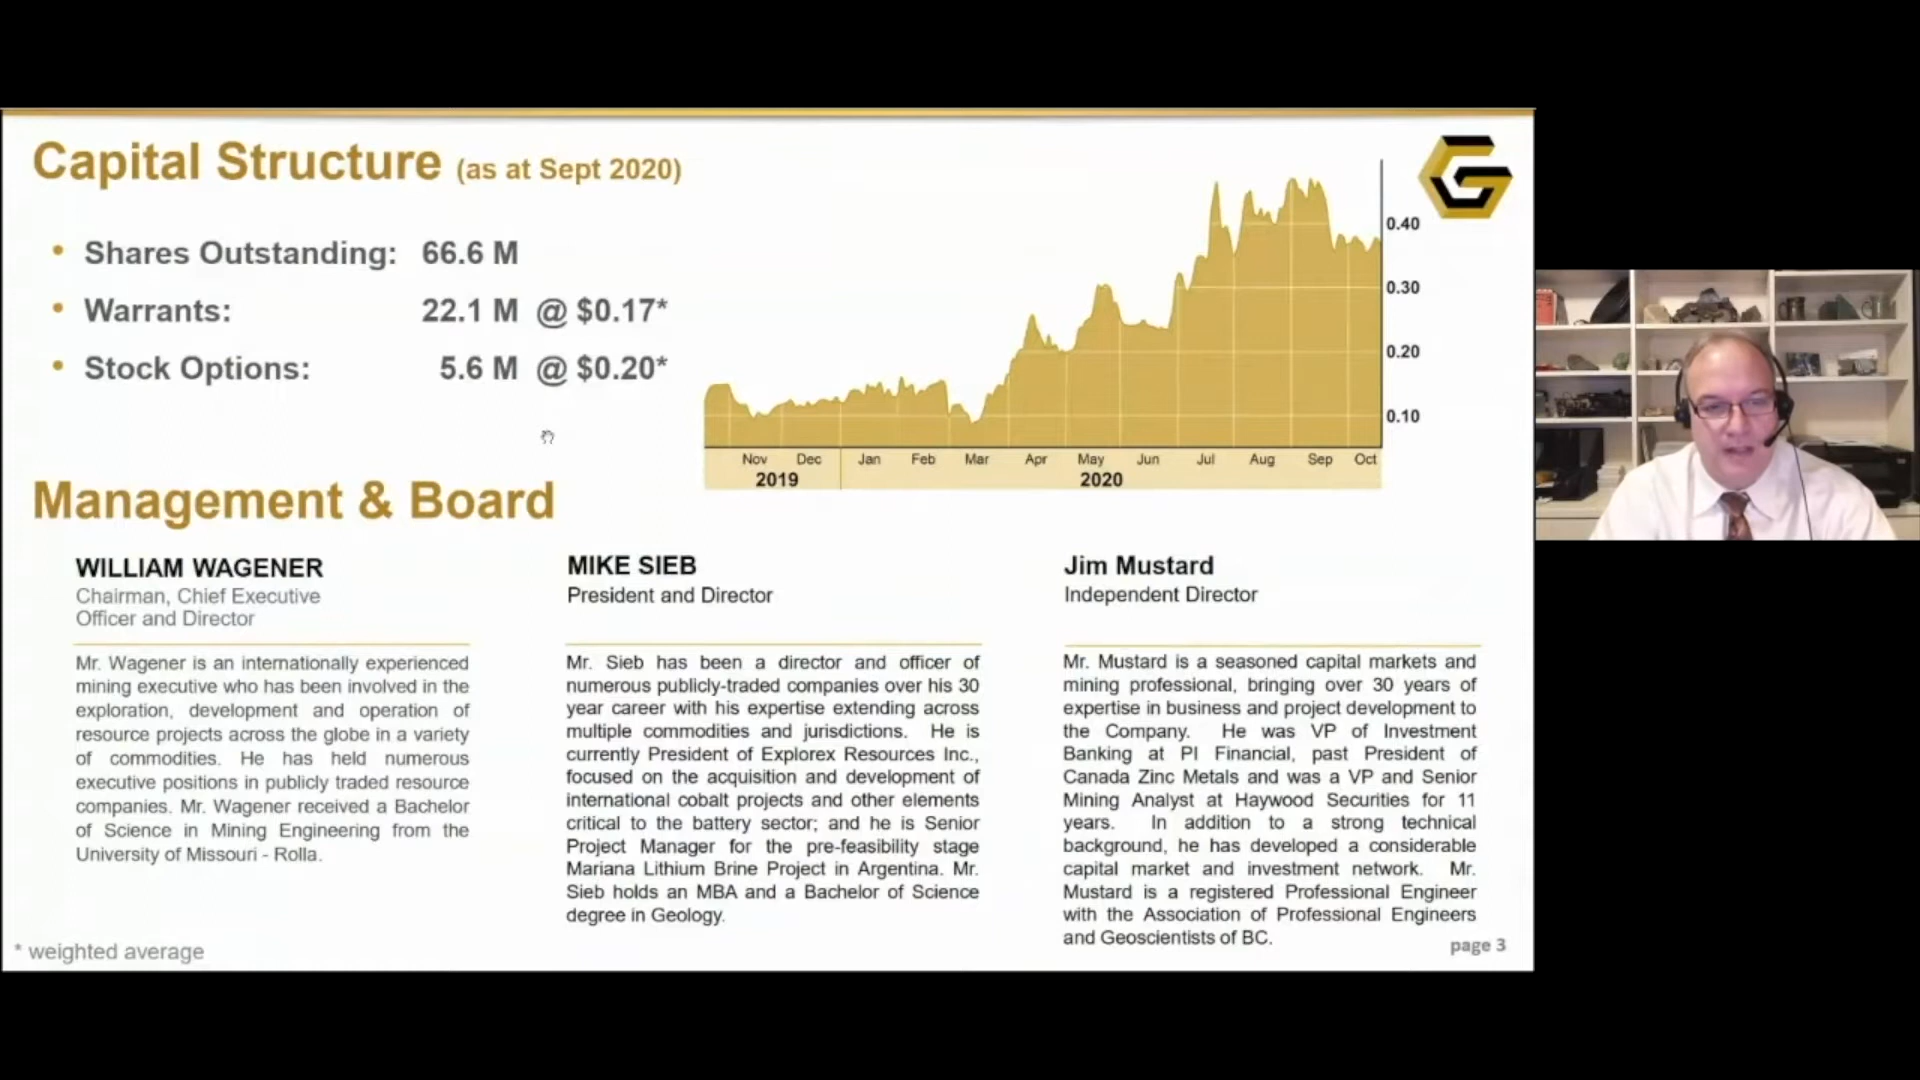 Capital Structure (as at Sept 2020)
• Shares Outstanding: 66.6 M
• Warrants: 22.1 M @ $0.17*
• Stock Options: 5.6 M @ $0.20*
0.40
0.30
0.20
0.10
Nov Dec Jan Feb Mar Apr May Jun Jul Aug Sep Oct
2019 2020
Management & Board
WILLIAM WAGENER
Chairman, Chief Executive
Officer and Director
Mr. Wagener is an internationally experienced
mining executive who has been involved in the
exploration, development and operation of
resource projects across the globe in a variety
of commodities. He has held numerous
executive positions in publicly traded resource
companies. Mr. Wagener received a Bachelor
of Science in Mining Engineering from the
University of Missouri - Rolla.
MIKE SIEB
President and Director
Mr. Sieb has been a director and officer of
numerous publicly-traded companies over his 30
year career with his expertise extending across
multiple commodities and jurisdictions. He is
currently President of Explorex Resources Inc.,
focused on the acquisition and development of
international cobalt projects and other elements
critical to the battery sector; and he is Senior
Project Manager for the pre-feasibility stage
Mariana Lithium Brine Project in Argentina. Mr.
Sieb holds an MBA and a Bachelor of Science
degree in Geology.
Jim Mustard
Independent Director
Mr. Mustard is a seasoned capital markets and
mining professional, bringing over 30 years of
expertise in business and project development to
the Company. He was VP of Investment
Banking at PI Financial, past President of
Canada Zinc Metals and was a VP and Senior
Mining Analyst at Haywood Securities for 11
years. In addition to a strong technical
background, he has developed a considerable
capital market and investment network. Mr.
Mustard is a registered Professional Engineer
with the Association of Professional Engineers
and Geoscientists of BC.
* weighted average
page 3